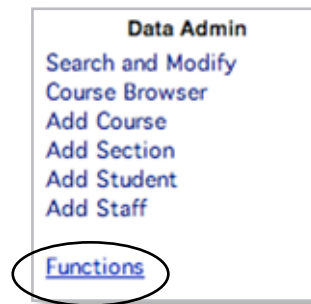 Data Admin
Search and Modify
Course Browser
Add Course
Add Section
Add Student
Add Staff
Functions